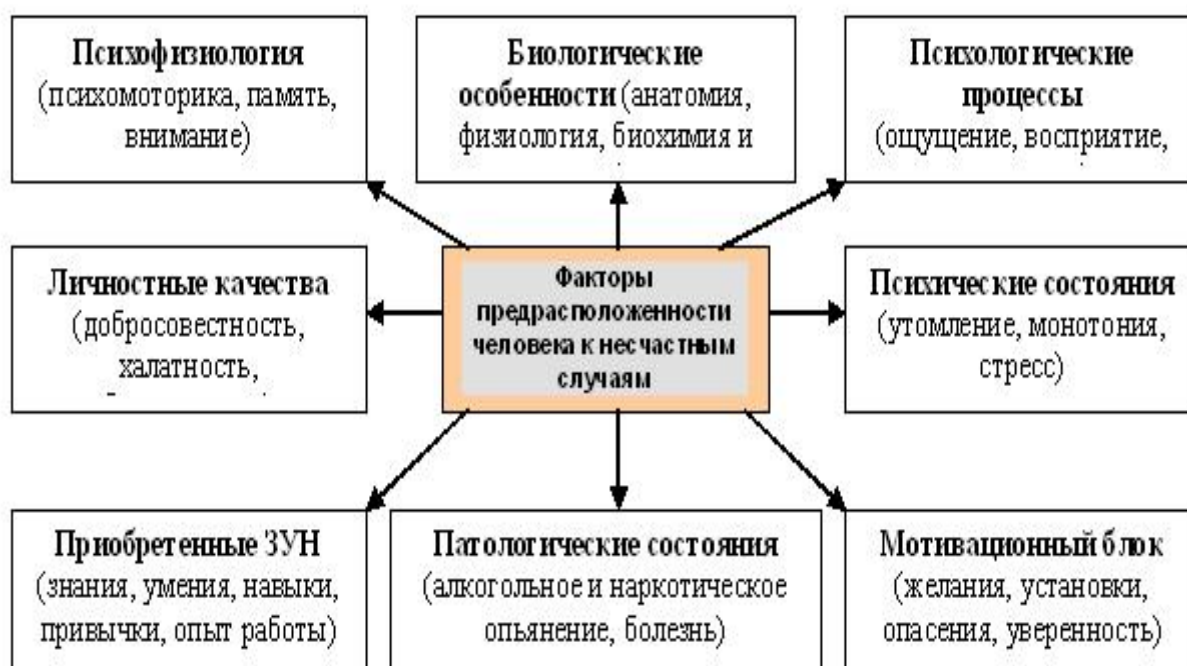 Психофизиология
(психомоторика, память,
внимание)
Биологические
особенности (анатомия,
физиология, биохимия и
Психологические
процессы
(ощущение, восприятие,
Личностные качества
(добросовестность,
халатность,
Факторы
предрасположенности
человека к несчастным
случаям
Психические состояния
(утомление, монотония,
стресс)
Приобретенные ЗУН
(знания, умения, навыки,
привычки, опыт работы)
Патологические состояния
(алкогольное и наркотическое
опьянение, болезнь)
Мотивационный блок
(желания, установки,
опасения, уверенность)